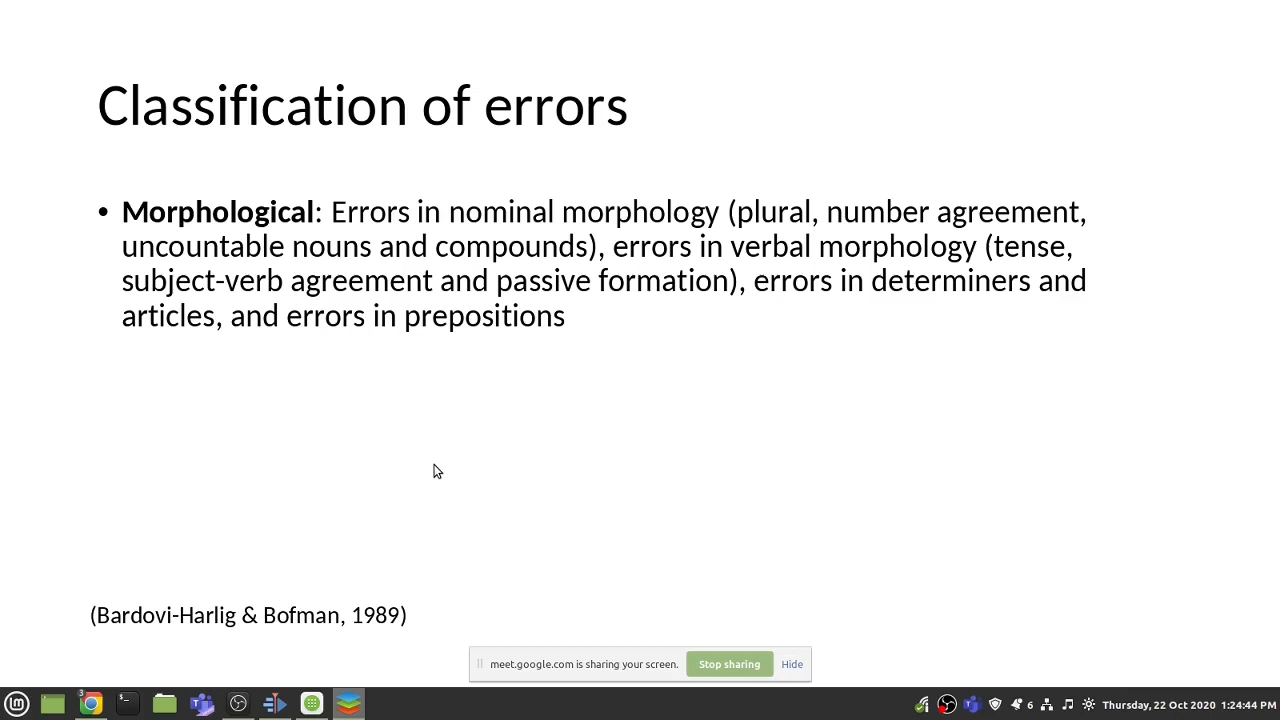 Classification of errors
• Morphological: Errors in nominal morphology (plural, number agreement,
uncountable nouns and compounds), errors in verbal morphology (tense,
subject-verb agreement and passive formation), errors in determiners and
articles, and errors in prepositions
(Bardovi-Harlig & Bofman, 1989)
meet.google.com is sharing your screen. Stop sharing Hide
3
6 Thursday, 22 Oct 2020 1:24:44 PM